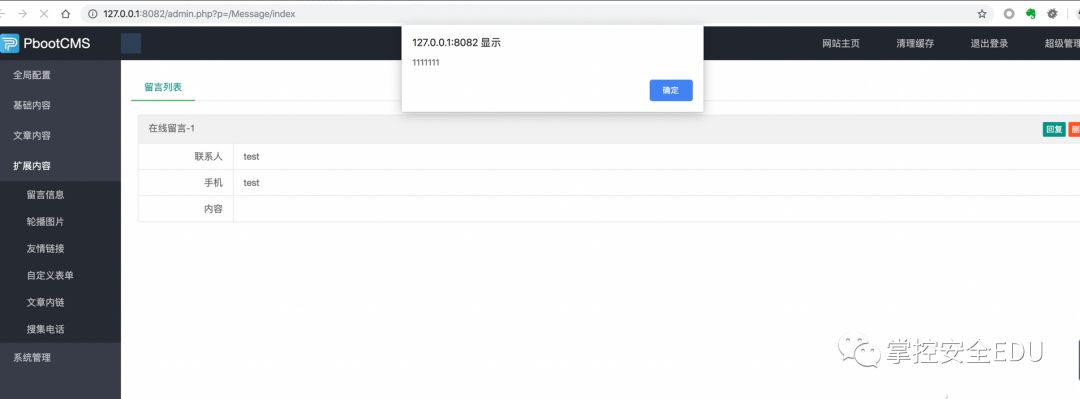 127.0.0.1:8082/admin.php?p=/Message/index
PbootCMS
网站主页 清理缓存 退出登录 超级管理
127.0.0.1:8082 显示
1111111
确定
全局配置
基础内容
文章内容
扩展内容
留言信息
轮播图片
友情链接
自定义表单
文章内链
搜集电话
系统管理
留言列表
在线留言-1 回复 删
联系人 test
手机 test
内容
掌控安全EDU